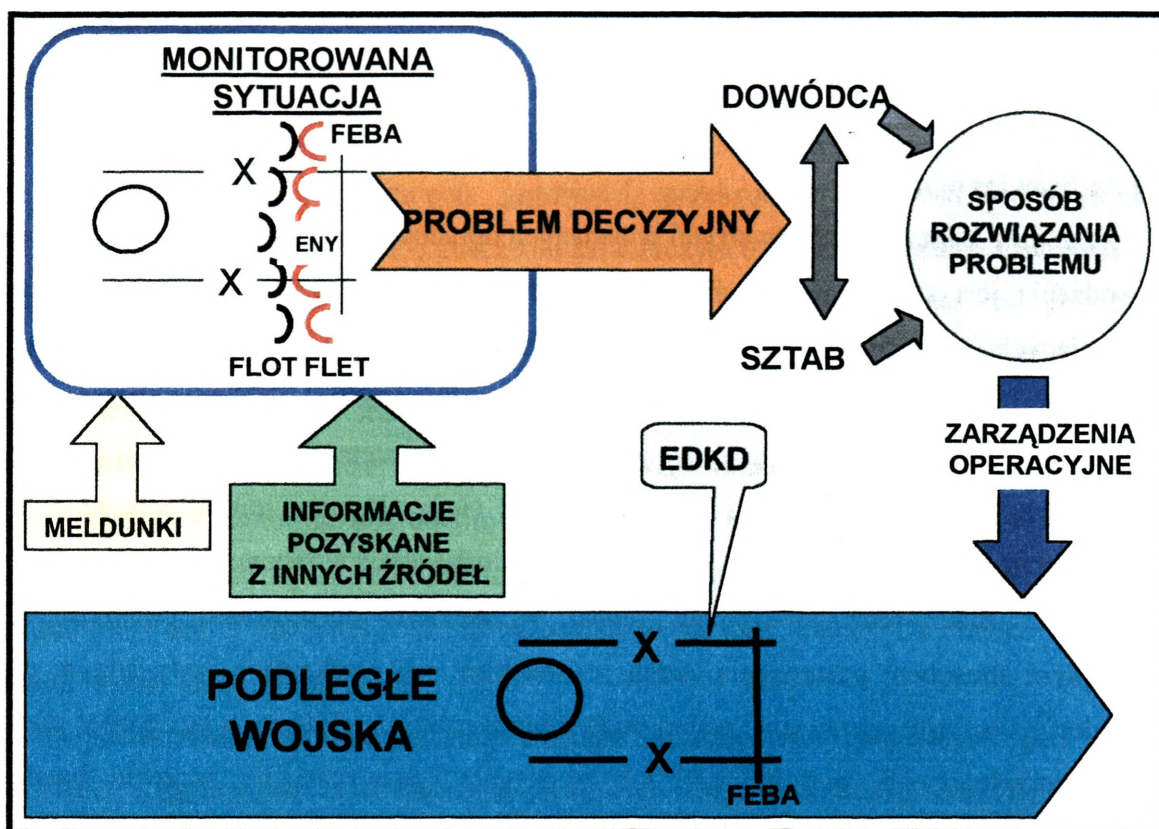 MONITOROWANA
SYTUACJA
FEBA
X
ENY
X
FLOT FLET
PROBLEM DECYZYJNY
DOWÓDCA
SZTAB
SPOSÓB
ROZWIĄZANIA
PROBLEMU
ZARZĄDZENIA
OPERACYJNE
MELDUNKI
INFORMACJE
POZYSKANE
Z INNYCH ŹRÓDEŁ
EDKD
PODLEGŁE
WOJSKA
X
X
FEBA